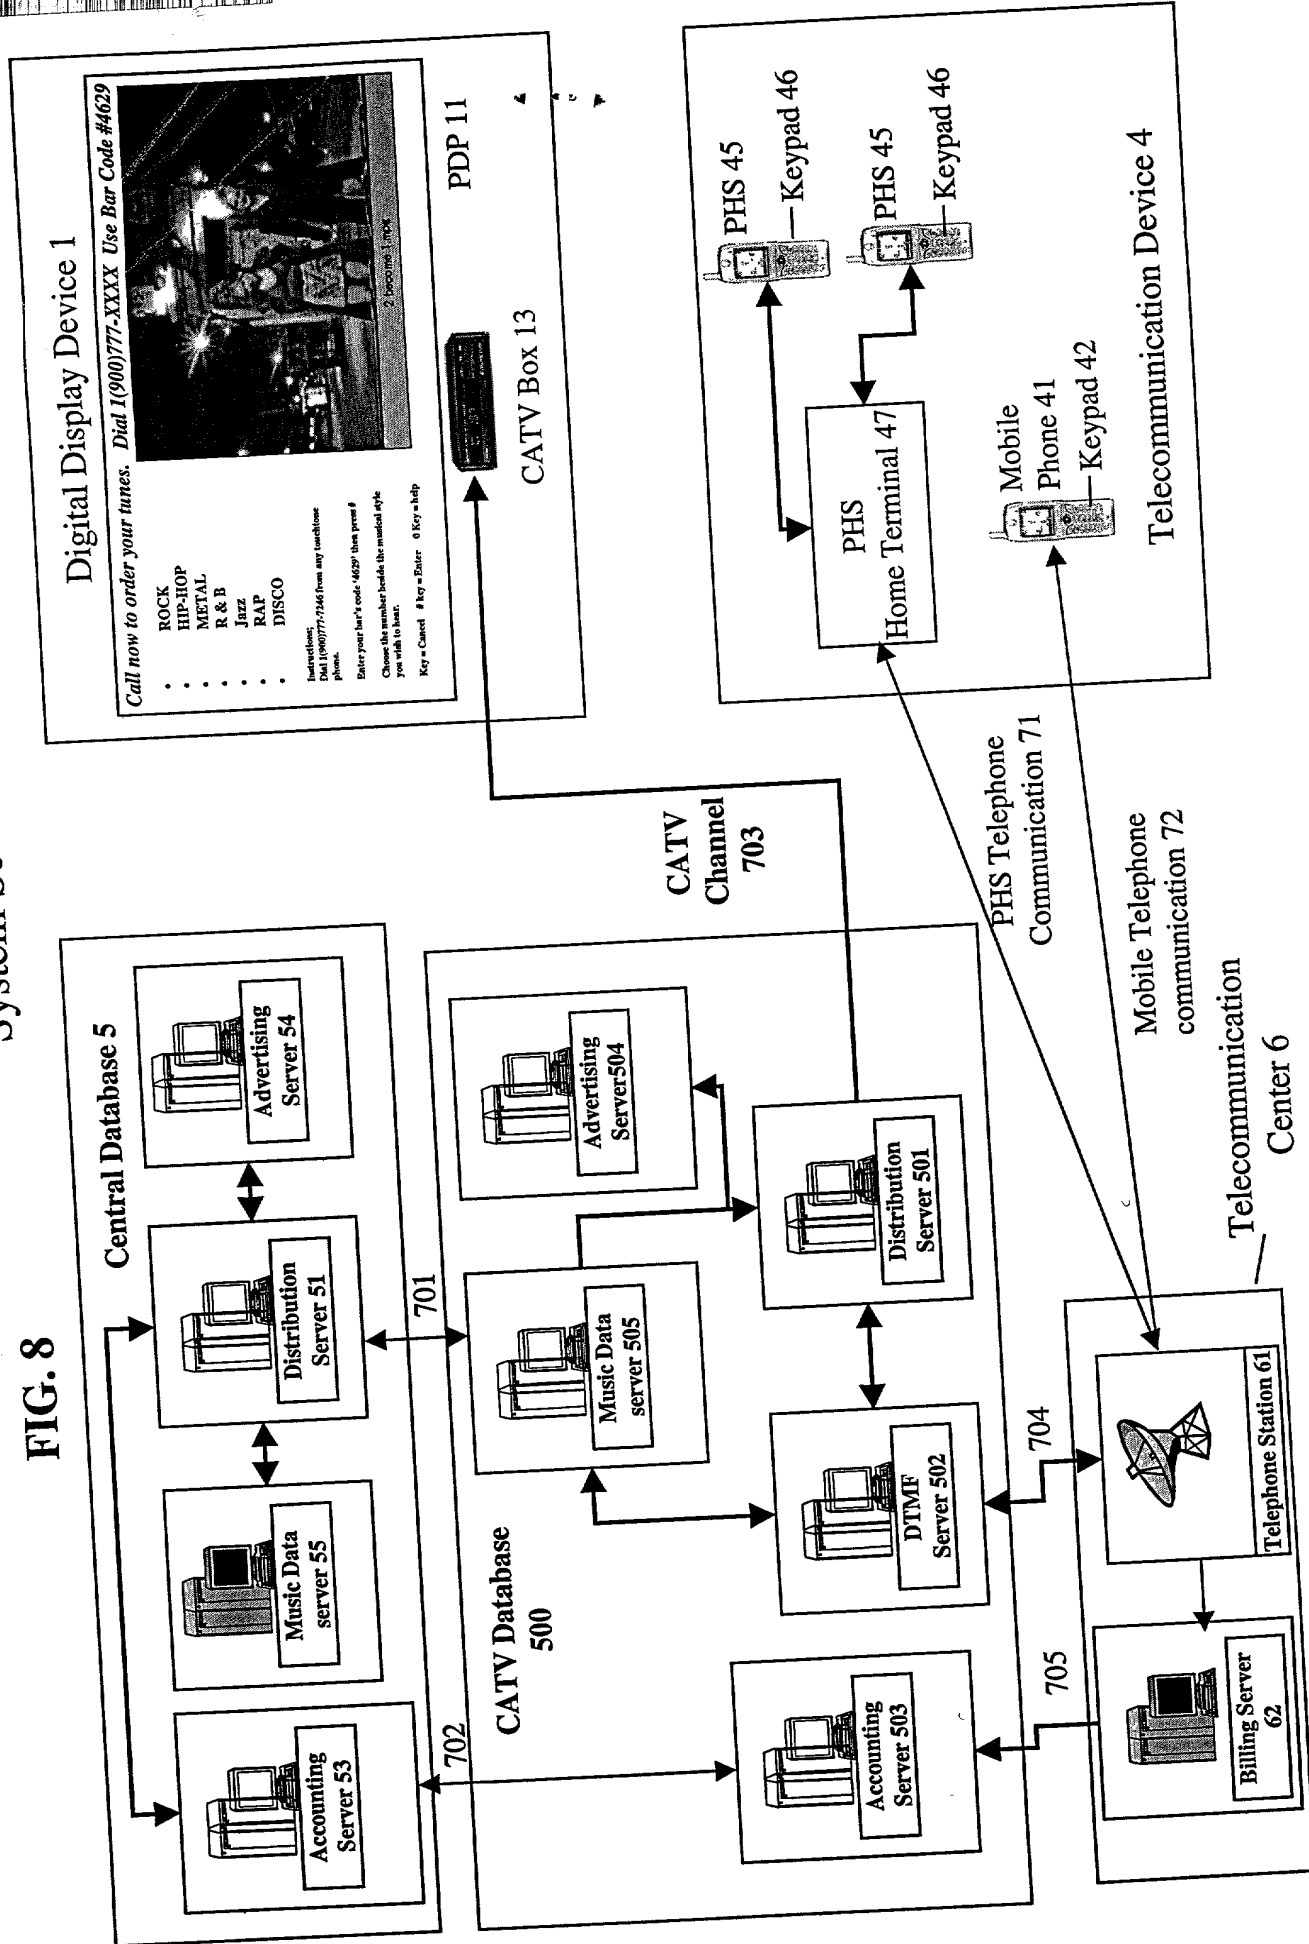 FIG. 8
Central Database 5
Accounting
Server 53
Music Data
server 55
Distribution
Server 51
Advertising
Server 54
702
701
CATV Database
500
Music Data
server 505
Advertising
Server504
Accounting
Server 503
DTMF
Server 502
Distribution
Server 501
705
704
Billing Server
62
Telephone Station 61
Telecommunication
Center 6
CATV
Channel
703
PHS Telephone
Communication 71
Mobile Telephone
communication 72
Digital Display Device 1
Call now to order your tunes. Dial 1(900)777-XXXX Use Bar Code #4629
• ROCK
• HIP-HOP
• METAL
• R & B
• Jazz
• RAP
• DISCO
Instructions;
Dial 1(900)777-7246 from any touchtone
phone.
Enter your bar's code '4629' then press #
Choose the number beside the musical style
you wish to hear.
Key = Cancel # key = Enter 0 Key = help
2 become 1.mpg
PDP 11
CATV Box 13
PHS 45
Keypad 46
PHS 45
Keypad 46
PHS
Home Terminal 47
Mobile
Phone 41
Keypad 42
Telecommunication Device 4